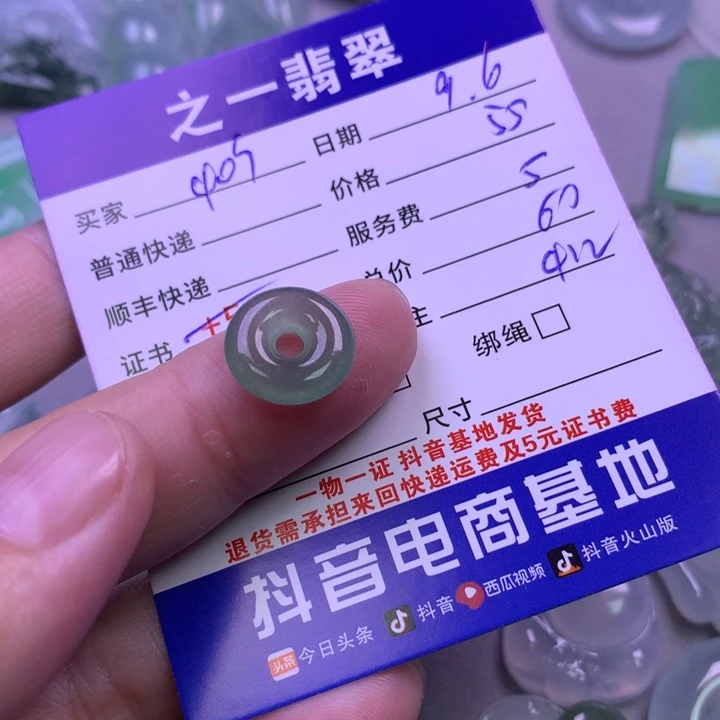 之一翡翠
买家 405 日期 9.6
普通快递 价格 55
顺丰快递 服务费 5
证书 +5 总价 60
主 412
绑绳
尺寸
一物一证 抖音基地发货
退货需承担来回快递运费及5元证书费
抖音电商基地
头条 今日头条 抖音 西瓜视频 抖音火山版